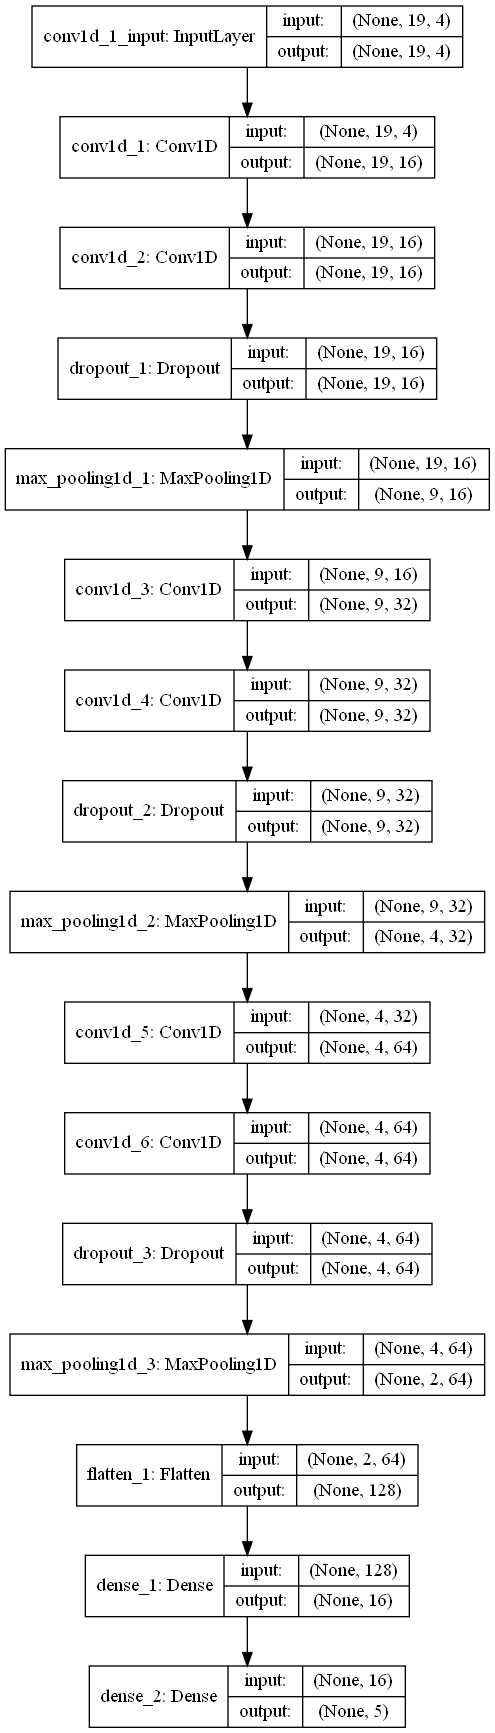 conv1d_1_input: InputLayer
input: (None, 19, 4)
output: (None, 19, 4)
conv1d_1: Conv1D
input: (None, 19, 4)
output: (None, 19, 16)
conv1d_2: Conv1D
input: (None, 19, 16)
output: (None, 19, 16)
dropout_1: Dropout
input: (None, 19, 16)
output: (None, 19, 16)
max_pooling1d_1: MaxPooling1D
input: (None, 19, 16)
output: (None, 9, 16)
conv1d_3: Conv1D
input: (None, 9, 16)
output: (None, 9, 32)
conv1d_4: Conv1D
input: (None, 9, 32)
output: (None, 9, 32)
dropout_2: Dropout
input: (None, 9, 32)
output: (None, 9, 32)
max_pooling1d_2: MaxPooling1D
input: (None, 9, 32)
output: (None, 4, 32)
conv1d_5: Conv1D
input: (None, 4, 32)
output: (None, 4, 64)
conv1d_6: Conv1D
input: (None, 4, 64)
output: (None, 4, 64)
dropout_3: Dropout
input: (None, 4, 64)
output: (None, 4, 64)
max_pooling1d_3: MaxPooling1D
input: (None, 4, 64)
output: (None, 2, 64)
flatten_1: Flatten
input: (None, 2, 64)
output: (None, 128)
dense_1: Dense
input: (None, 128)
output: (None, 16)
dense_2: Dense
input: (None, 16)
output: (None, 5)